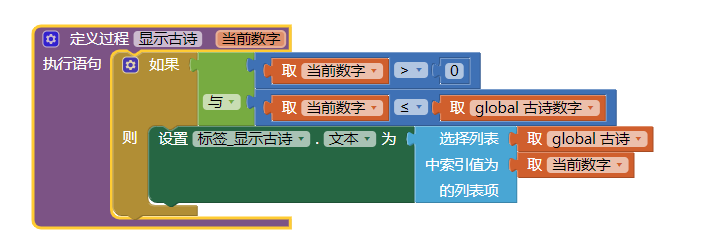 定义过程 显示古诗 当前数字
执行语句 如果 取 当前数字 > 0
与 取 当前数字 ≤ 取 global 古诗数字
则 设置 标签_显示古诗 . 文本 为 选择列表 取 global 古诗
中索引值为 取 当前数字
的列表项